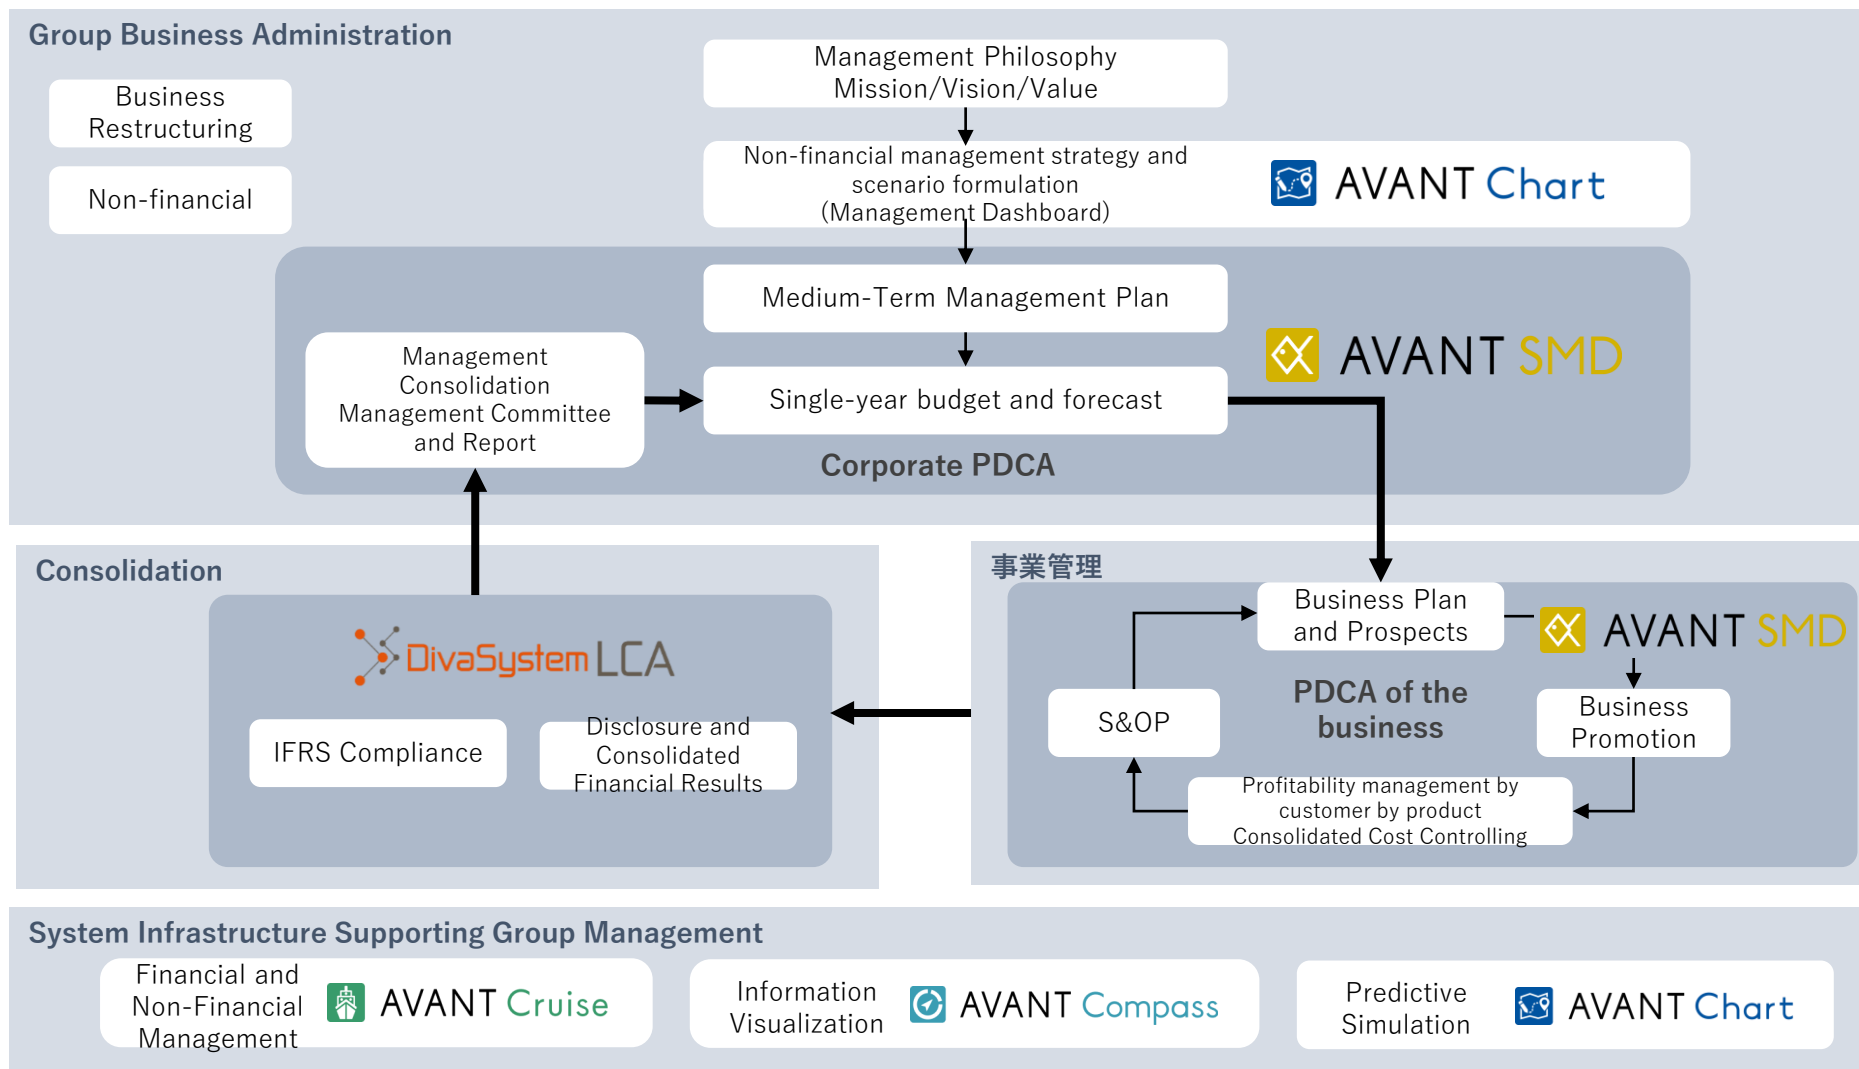 Group Business Administration
Business
Restructuring
Non-financial
Management Philosophy
Mission/Vision/Value
Non-financial management strategy and
scenario formulation
(Management Dashboard)
AVANT Chart
Medium-Term Management Plan
Management
Consolidation
Management Committee
and Report
Single-year budget and forecast
AVANT SMD
Corporate PDCA
Consolidation
DivaSystem LCA
IFRS Compliance
Disclosure and
Consolidated
Financial Results
事業管理
Business Plan
and Prospects
AVANT SMD
PDCA of the
business
S&OP
Business
Promotion
Profitability management by
customer by product
Consolidated Cost Controlling
System Infrastructure Supporting Group Management
Financial and
Non-Financial
Management
AVANT Cruise
Information
Visualization
AVANT Compass
Predictive
Simulation
AVANT Chart